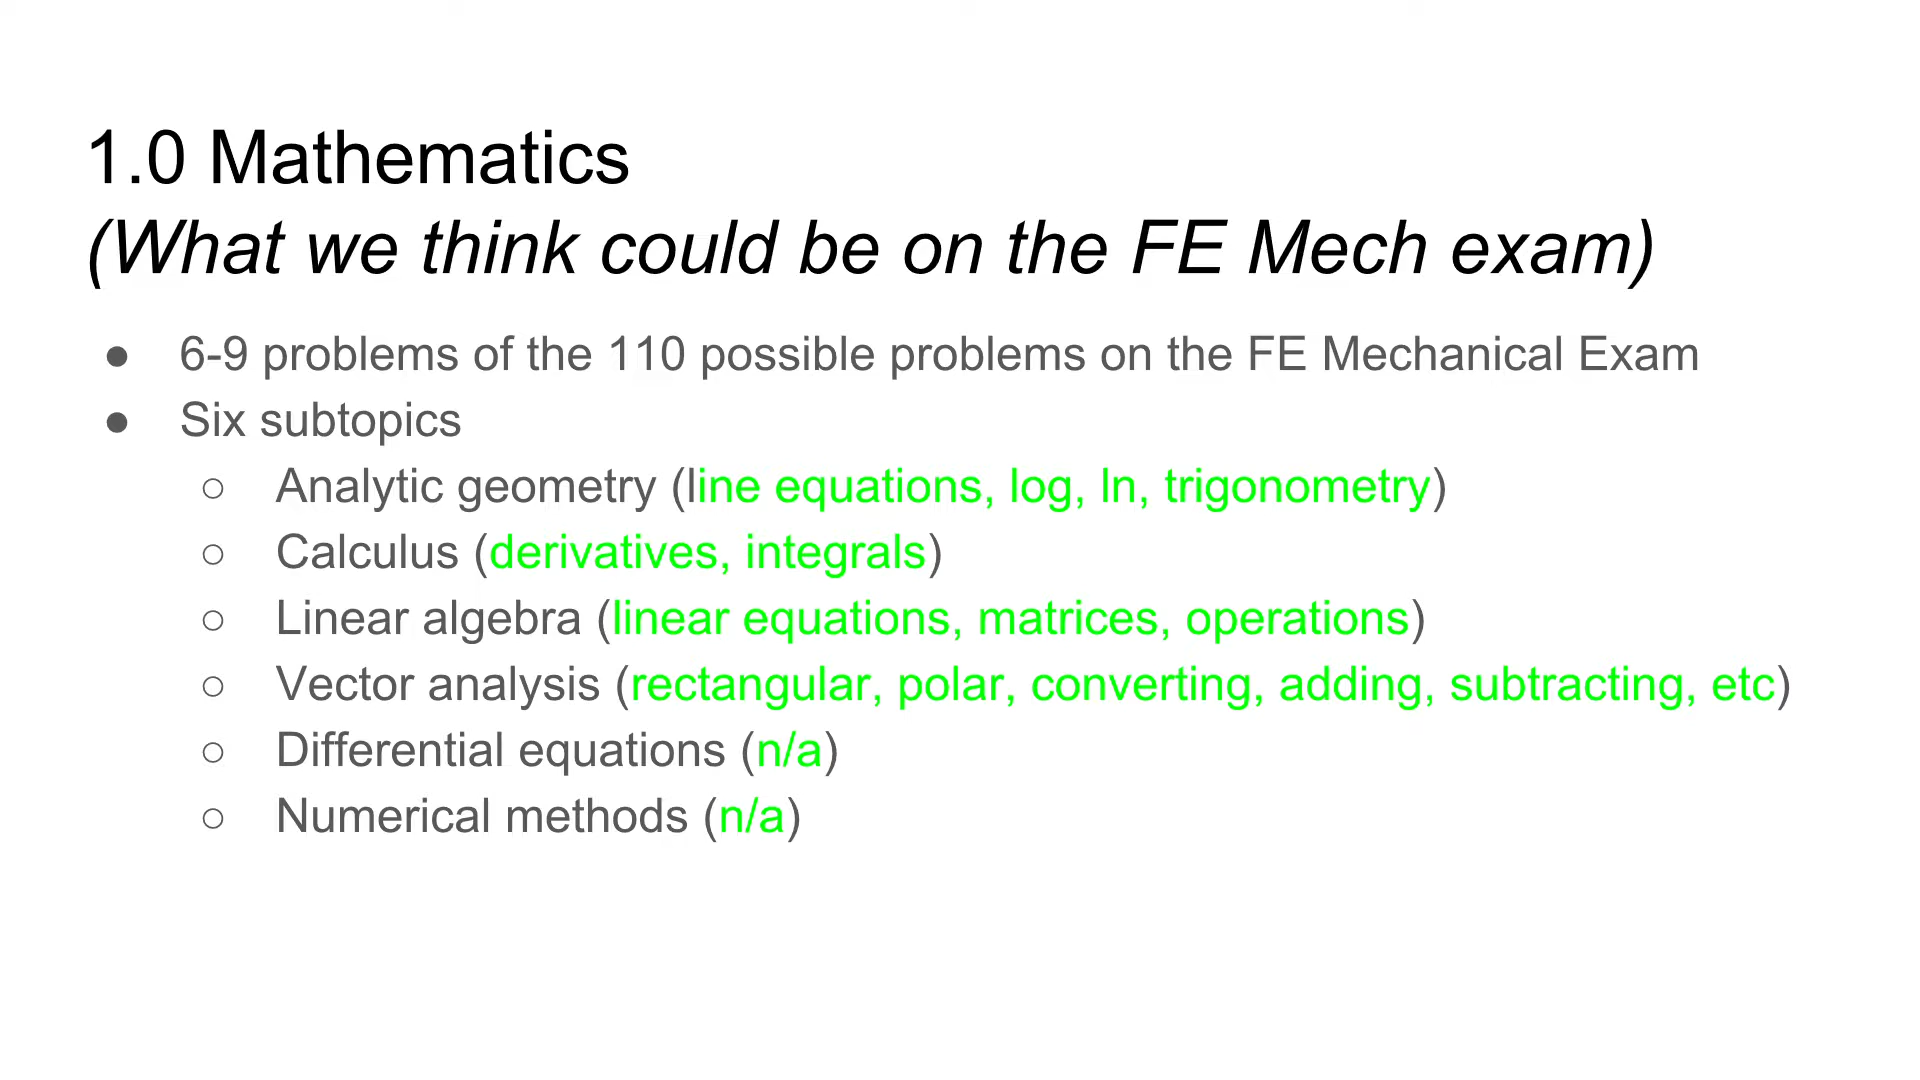 1.0 Mathematics
(What we think could be on the FE Mech exam)
● 6-9 problems of the 110 possible problems on the FE Mechanical Exam
● Six subtopics
○ Analytic geometry (line equations, log, ln, trigonometry)
○ Calculus (derivatives, integrals)
○ Linear algebra (linear equations, matrices, operations)
○ Vector analysis (rectangular, polar, converting, adding, subtracting, etc)
○ Differential equations (n/a)
○ Numerical methods (n/a)